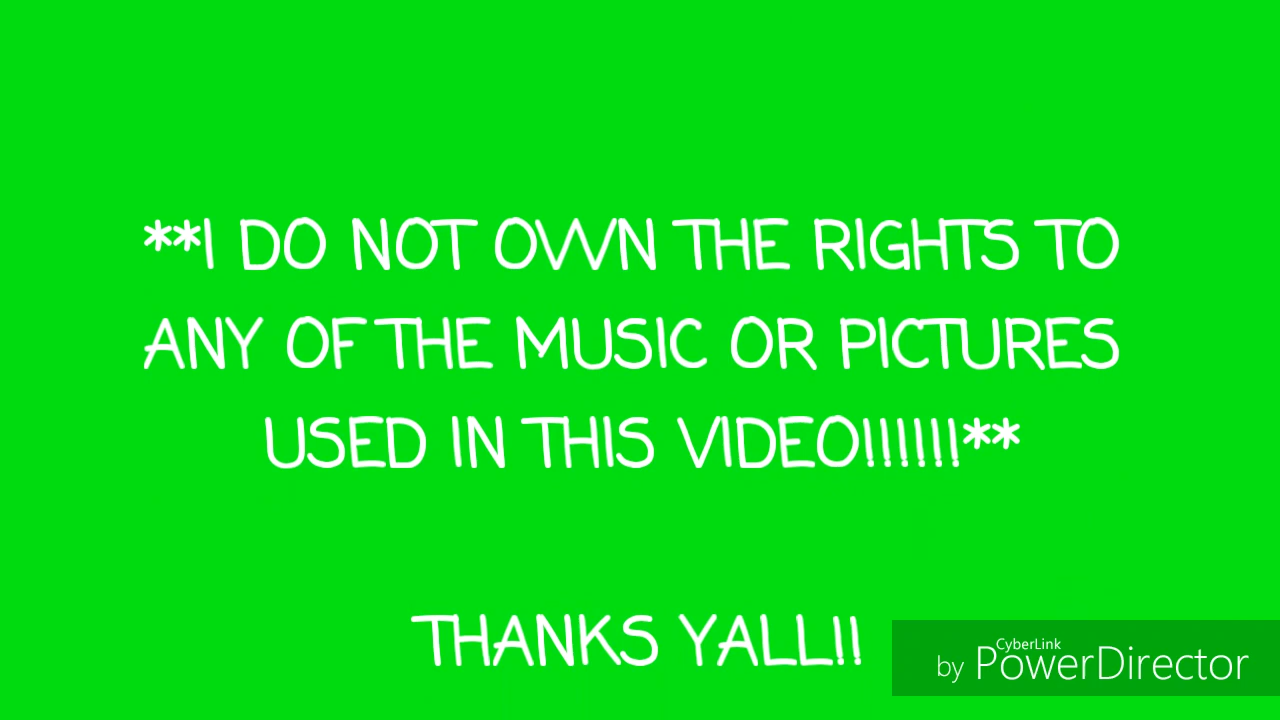 **I DO NOT OWN THE RIGHTS TO
ANY OF THE MUSIC OR PICTURES
USED IN THIS VIDEO!!!!!!**
THANKS YALL!!
CyberLink
by PowerDirector